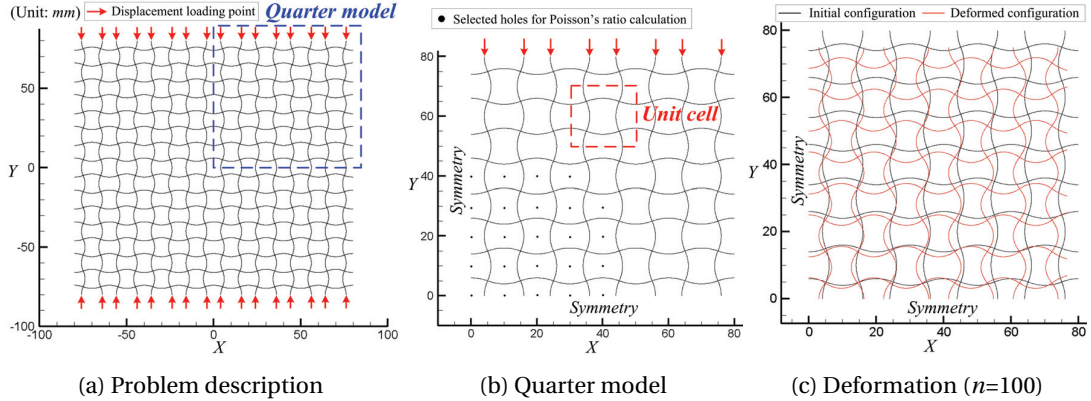 (Unit: mm)
Displacement loading point
Quarter model
Y
50
0
-50
-100
-100
-50
0
50
100
X
(a) Problem description
Selected holes for Poisson's ratio calculation
80
60
40
20
0
Y
Symmetry
Unit cell
Symmetry
0
20
40
60
80
X
(b) Quarter model
Initial configuration
Deformed configuration
80
60
40
20
0
Y
Symmetry
Symmetry
0
20
40
60
80
X
(c) Deformation (n=100)